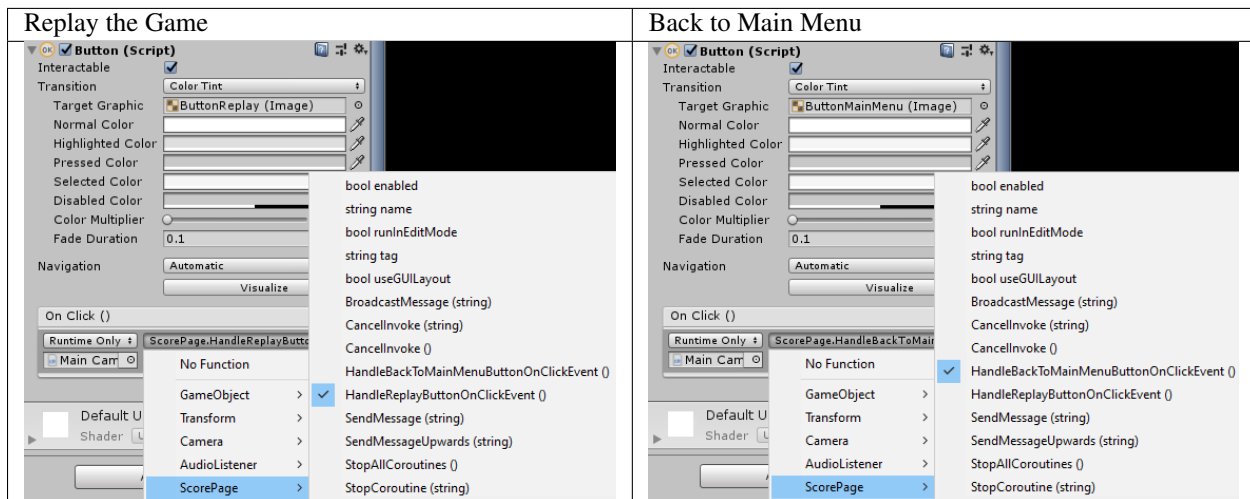 Replay the Game
Button (Script)
Interactable
Transition Color Tint
Target Graphic ButtonReplay (Image)
Normal Color
Highlighted Color
Pressed Color
Selected Color
Disabled Color
Color Multiplier
Fade Duration 0.1
Navigation Automatic
Visualize
On Click ()
Runtime Only ScorePage.HandleReplayButto
Main Cam
No Function
GameObject
Transform
Camera
AudioListener
ScorePage
bool enabled
string name
bool runInEditMode
string tag
bool useGUILayout
BroadcastMessage (string)
CancelInvoke (string)
CancelInvoke ()
HandleBackToMainMenuButtonOnClickEvent ()
HandleReplayButtonOnClickEvent ()
SendMessage (string)
SendMessageUpwards (string)
StopAllCoroutines ()
StopCoroutine (string)
Default U
Shader
Back to Main Menu
Button (Script)
Interactable
Transition Color Tint
Target Graphic ButtonMainMenu (Image)
Normal Color
Highlighted Color
Pressed Color
Selected Color
Disabled Color
Color Multiplier
Fade Duration 0.1
Navigation Automatic
Visualize
On Click ()
Runtime Only ScorePage.HandleBackToMain
Main Cam
No Function
GameObject
Transform
Camera
AudioListener
ScorePage
bool enabled
string name
bool runInEditMode
string tag
bool useGUILayout
BroadcastMessage (string)
CancelInvoke (string)
CancelInvoke ()
HandleBackToMainMenuButtonOnClickEvent ()
HandleReplayButtonOnClickEvent ()
SendMessage (string)
SendMessageUpwards (string)
StopAllCoroutines ()
StopCoroutine (string)
Default U
Shader